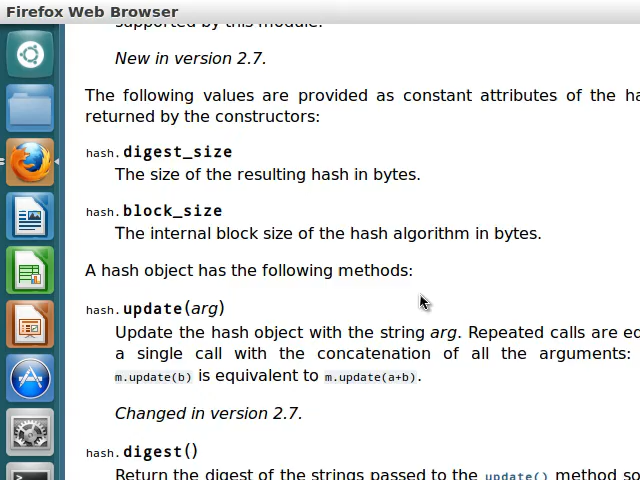 Firefox Web Browser
supported by this module.
New in version 2.7.
The following values are provided as constant attributes of the
returned by the constructors:
hash.digest_size
The size of the resulting hash in bytes.
hash.block_size
The internal block size of the hash algorithm in bytes.
A hash object has the following methods:
hash.update(arg)
Update the hash object with the string arg. Repeated calls are
a single call with the concatenation of all the arguments:
m.update(b) is equivalent to m.update(a+b).
Changed in version 2.7.
hash.digest()
Return the digest of the strings passed to the update() method so